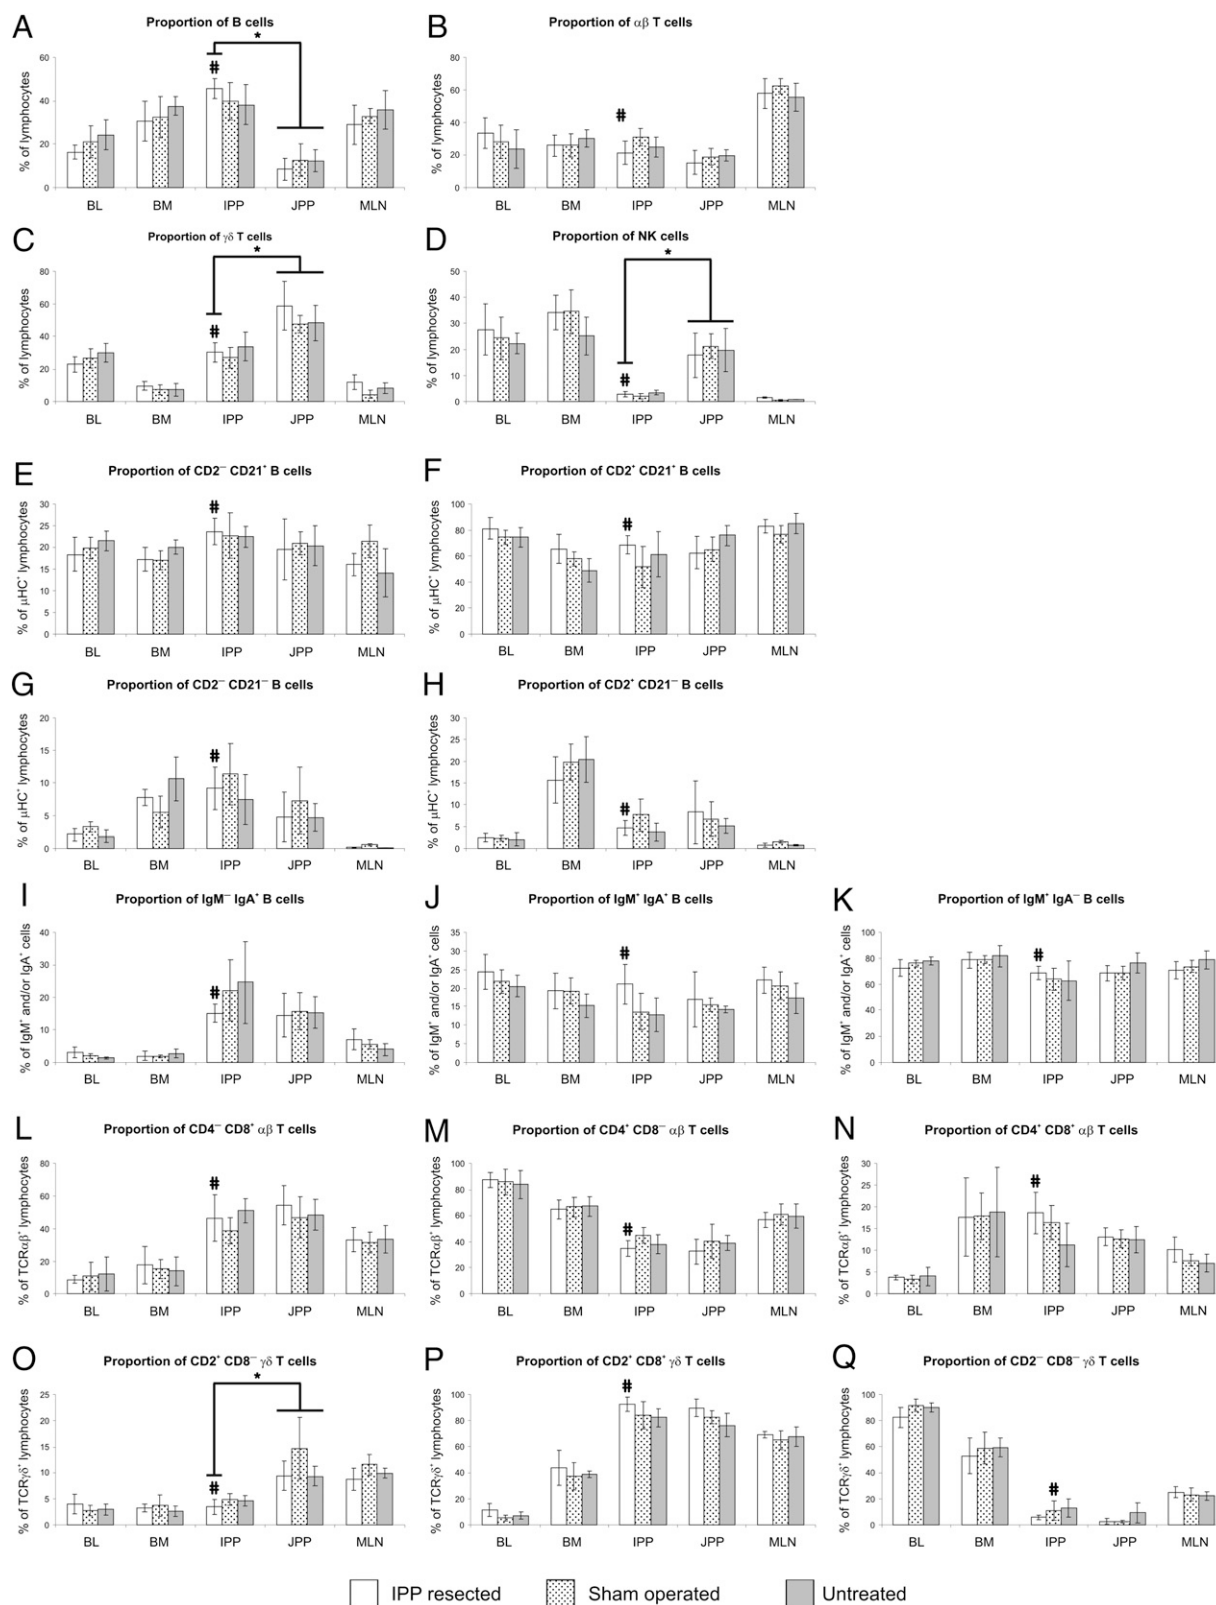 A
Proportion of B cells
*
#
% of lymphocytes
60
40
20
0
BL BM IPP JPP MLN
B
Proportion of αβ T cells
#
% of lymphocytes
80
60
40
20
0
BL BM IPP JPP MLN
C
Proportion of γδ T cells
*
#
% of lymphocytes
80
60
40
20
0
BL BM IPP JPP MLN
D
Proportion of NK cells
*
#
% of lymphocytes
50
40
30
20
10
0
BL BM IPP JPP MLN
E
Proportion of CD2⁻ CD21⁺ B cells
#
% of μHC⁺ lymphocytes
30
25
20
15
10
5
0
BL BM IPP JPP MLN
F
Proportion of CD2⁺ CD21⁺ B cells
#
% of μHC⁺ lymphocytes
100
80
60
40
20
0
BL BM IPP JPP MLN
G
Proportion of CD2⁻ CD21⁻ B cells
#
% of μHC⁺ lymphocytes
20
15
10
5
0
BL BM IPP JPP MLN
H
Proportion of CD2⁺ CD21⁻ B cells
#
% of μHC⁺ lymphocytes
30
25
20
15
10
5
0
BL BM IPP JPP MLN
I
Proportion of IgM⁻ IgA⁺ B cells
#
% of IgM⁺ and/or IgA⁺ cells
40
30
20
10
0
BL BM IPP JPP MLN
J
Proportion of IgM⁺ IgA⁺ B cells
#
% of IgM⁺ and/or IgA⁺ cells
35
30
25
20
15
10
5
0
BL BM IPP JPP MLN
K
Proportion of IgM⁺ IgA⁻ B cells
#
% of IgM⁺ and/or IgA⁺ cells
100
80
60
40
20
0
BL BM IPP JPP MLN
L
Proportion of CD4⁻ CD8⁺ αβ T cells
#
% of TCRαβ⁺ lymphocytes
80
60
40
20
0
BL BM IPP JPP MLN
M
Proportion of CD4⁺ CD8⁻ αβ T cells
#
% of TCRαβ⁺ lymphocytes
100
80
60
40
20
0
BL BM IPP JPP MLN
N
Proportion of CD4⁺ CD8⁺ αβ T cells
#
% of TCRαβ⁺ lymphocytes
30
25
20
15
10
5
0
BL BM IPP JPP MLN
O
Proportion of CD2⁺ CD8⁻ γδ T cells
*
#
% of TCRγδ⁺ lymphocytes
25
20
15
10
5
0
BL BM IPP JPP MLN
P
Proportion of CD2⁺ CD8⁺ γδ T cells
#
% of TCRγδ⁺ lymphocytes
100
80
60
40
20
0
BL BM IPP JPP MLN
Q
Proportion of CD2⁻ CD8⁻ γδ T cells
#
% of TCRγδ⁺ lymphocytes
100
80
60
40
20
0
BL BM IPP JPP MLN
IPP resected Sham operated Untreated